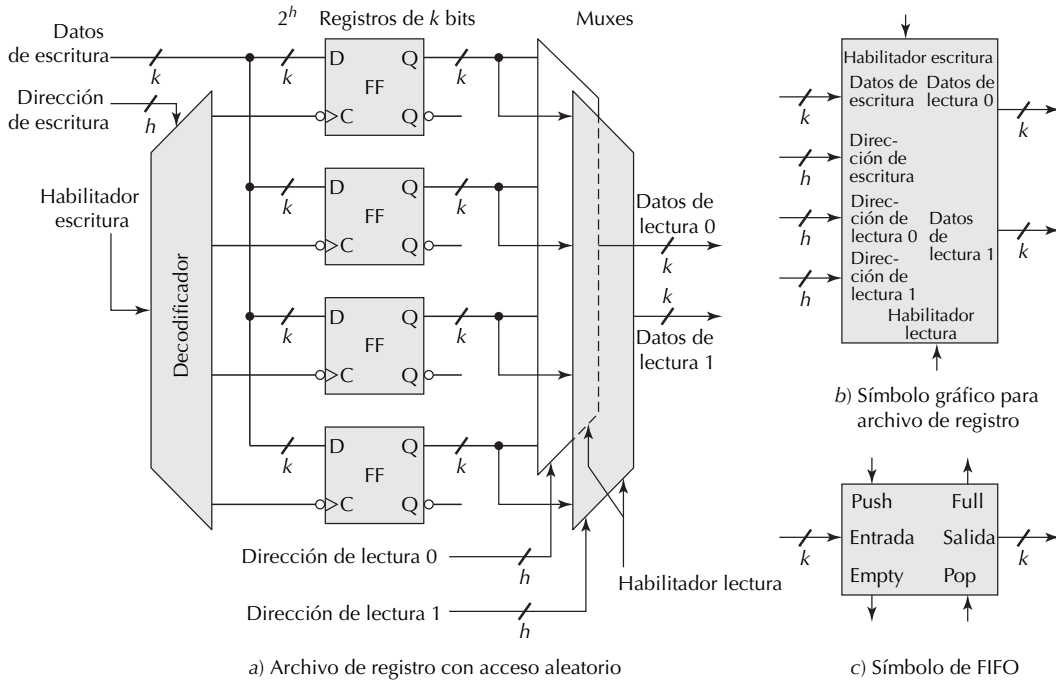 2^h Registros de k bits
Muxes
Datos
de escritura
k
k
D Q
FF
C Q
k
Dirección
de escritura
h
Habilitador
escritura
Decodificador
k
D Q
FF
C Q
k
k
D Q
FF
C Q
k
k
D Q
FF
C Q
k
Datos de
lectura 0
k
k
Datos de
lectura 1
Dirección de lectura 0
h
Habilitador lectura
Dirección de lectura 1
h
a) Archivo de registro con acceso aleatorio
Habilitador escritura
Datos de
escritura
Datos de
lectura 0
k
k
Direc-
ción de
escritura
h
Direc-
ción de
lectura 0
h
Datos
de
lectura 1
k
Direc-
ción de
lectura 1
h
Habilitador
lectura
b) Símbolo gráfico para
archivo de registro
Push Full
Entrada Salida
k
k
Empty Pop
c) Símbolo de FIFO